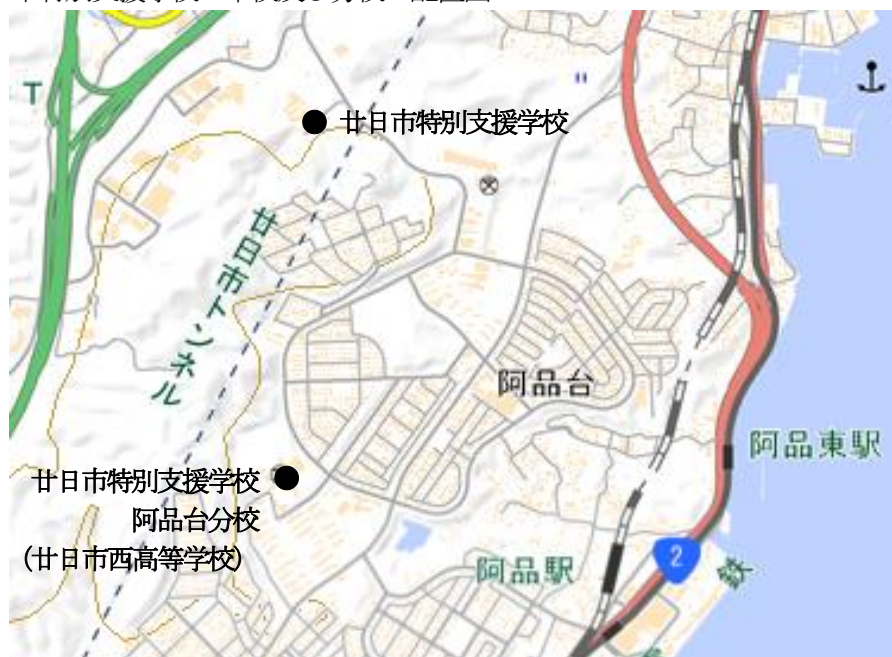 T
廿日市特別支援学校
廿日市トンネル
阿品台
阿品東駅
廿日市特別支援学校
阿品台分校
(廿日市西高等学校)
阿品駅
2
鉄